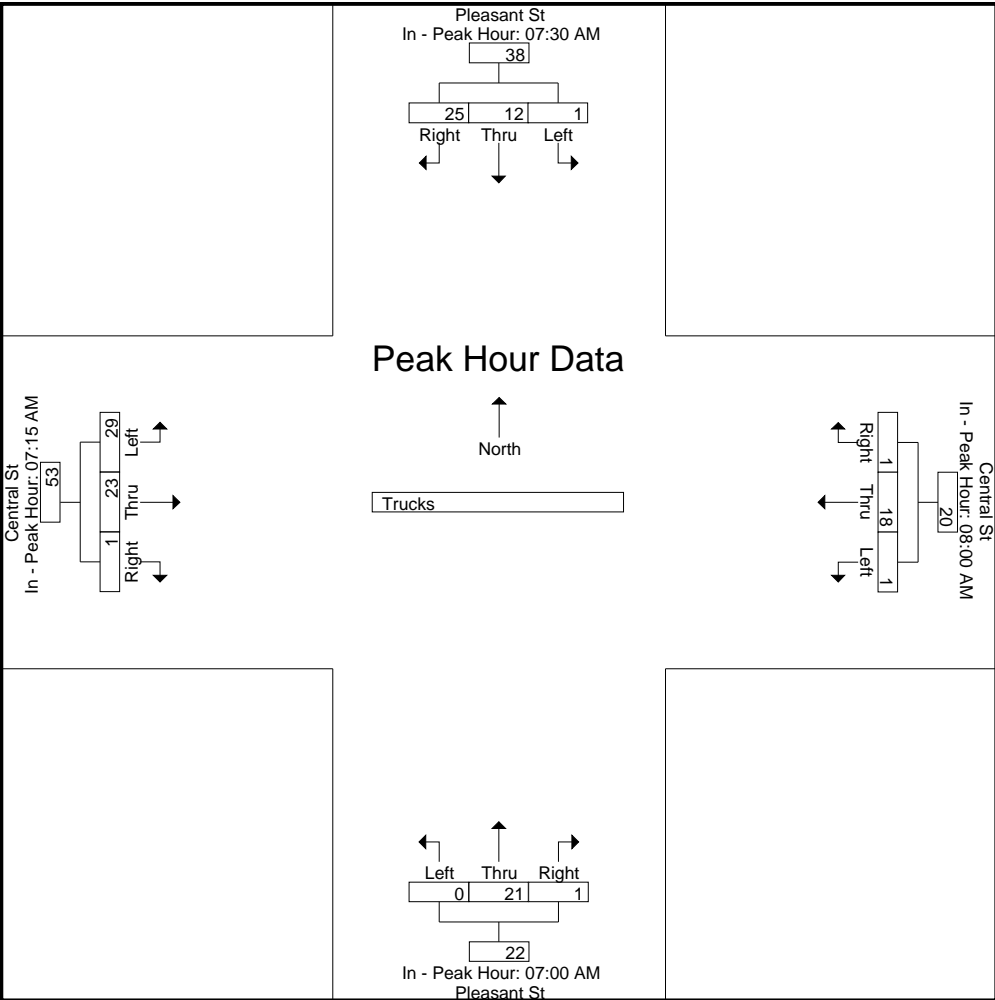 Pleasant St
In - Peak Hour: 07:30 AM
38
25 12 1
Right Thru Left
Peak Hour Data
North
Trucks
Central St
In - Peak Hour: 07:15 AM
53
29 23 1
Left Thru Right
Central St
In - Peak Hour: 08:00 AM
20
1 18 1
Right Thru Left
Left Thru Right
0 21 1
22
In - Peak Hour: 07:00 AM
Pleasant St